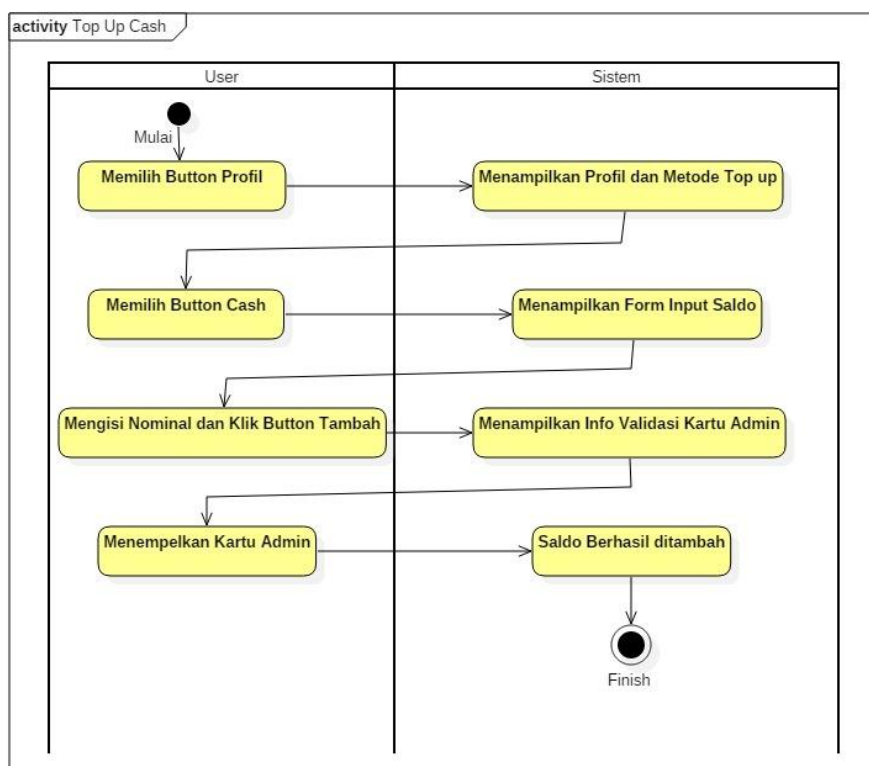 activity Top Up Cash
User
Sistem
Mulai
Memilih Button Profil
Menampilkan Profil dan Metode Top up
Memilih Button Cash
Menampilkan Form Input Saldo
Mengisi Nominal dan Klik Button Tambah
Menampilkan Info Validasi Kartu Admin
Menempelkan Kartu Admin
Saldo Berhasil ditambah
Finish